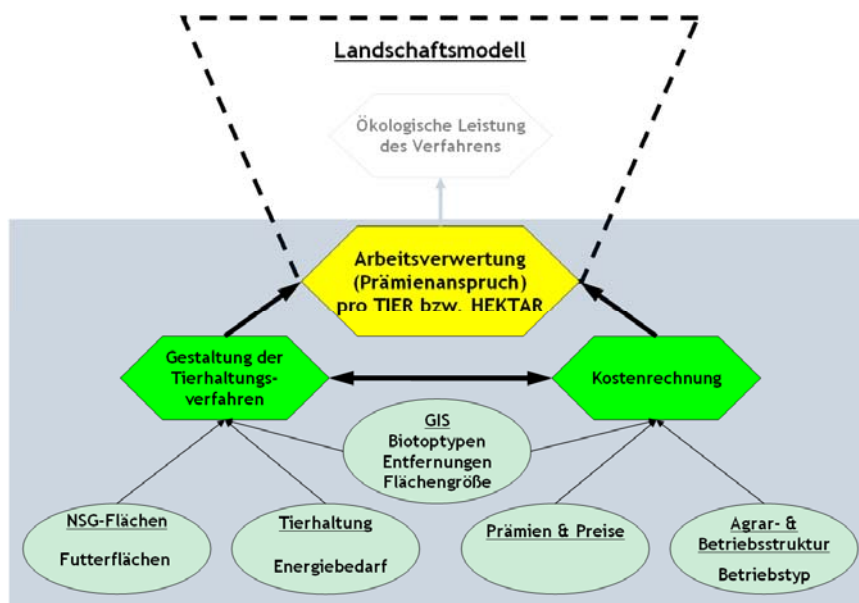 Landschaftsmodell
Ökologische Leistung
des Verfahrens
Arbeitsverwertung
(Prämienanspruch)
pro TIER bzw. HEKTAR
Gestaltung der
Tierhaltungs-
verfahren
Kostenrechnung
GIS
Biotoptypen
Entfernungen
Flächengröße
NSG-Flächen
Futterflächen
Tierhaltung
Energiebedarf
Prämien & Preise
Agrar- &
Betriebsstruktur
Betriebstyp